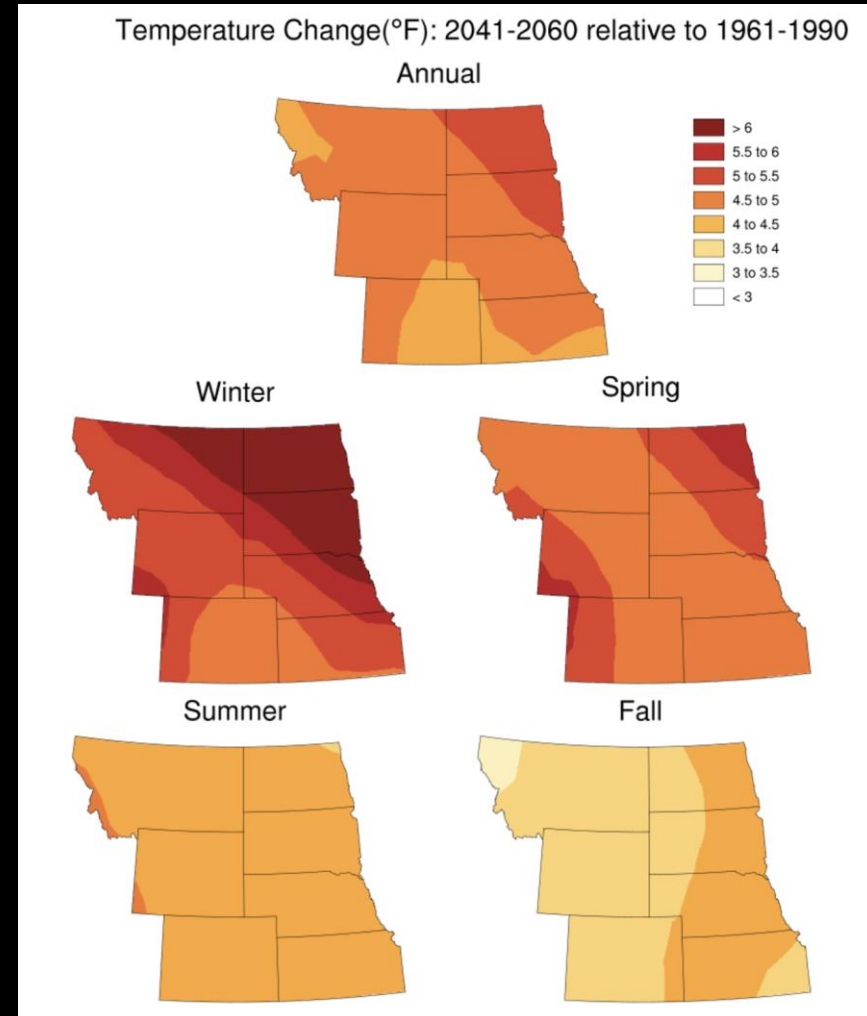 Temperature Change(°F): 2041-2060 relative to 1961-1990
Annual
> 6
5.5 to 6
5 to 5.5
4.5 to 5
4 to 4.5
3.5 to 4
3 to 3.5
< 3
Winter
Spring
Summer
Fall